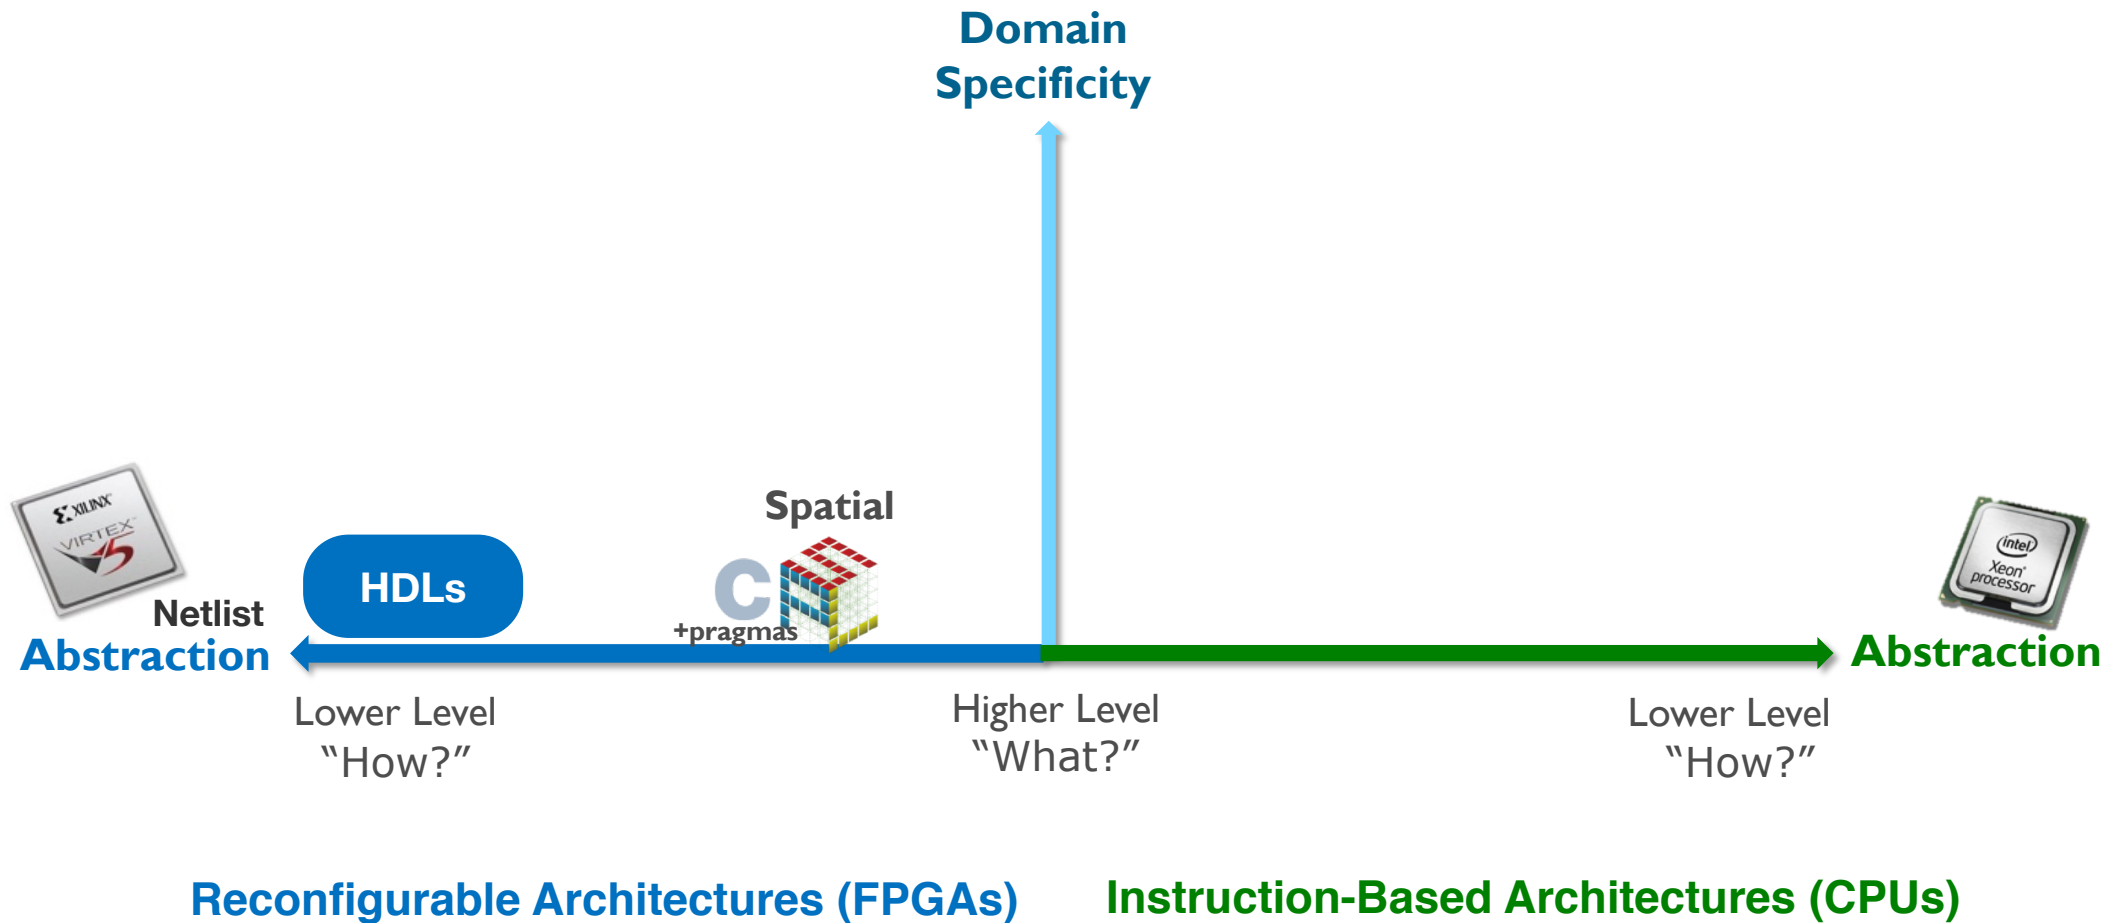 Domain
Specificity
XILINX
VIRTEX
5
Spatial
C
+pragmas
HDLs
Netlist
Abstraction
intel
Xeon®
processor
Abstraction
Lower Level
“How?”
Higher Level
“What?”
Lower Level
“How?”
Reconfigurable Architectures (FPGAs)
Instruction-Based Architectures (CPUs)